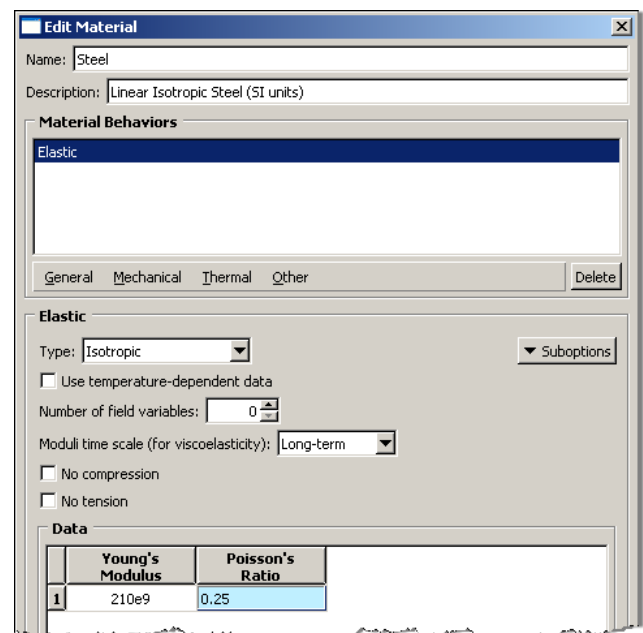 Edit Material
Name: Steel
Description: Linear Isotropic Steel (SI units)
Material Behaviors
Elastic
General Mechanical Thermal Other Delete
Elastic
Type: Isotropic Suboptions
Use temperature-dependent data
Number of field variables: 0
Moduli time scale (for viscoelasticity): Long-term
No compression
No tension
Data
Young's Modulus Poisson's Ratio
1 210e9 0.25